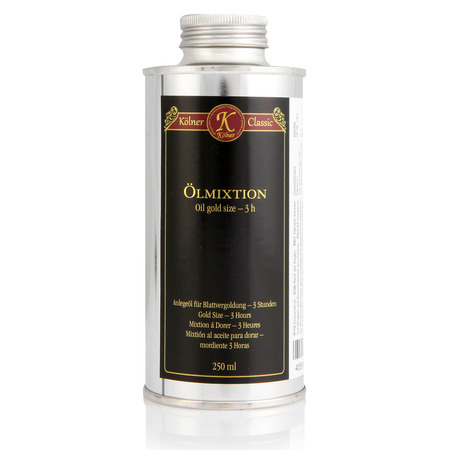 Kölner K Classic
Kölner
ÖLMIXTION
Oil gold size – 3 h
Anlegeöl für Blattvergoldung – 3 Stunden
Gold Size – 3 Hours
Mixtion á Dorer – 3 Heures
Mixtión al aceite para dorar –
mordiente 3 Horas
250 ml